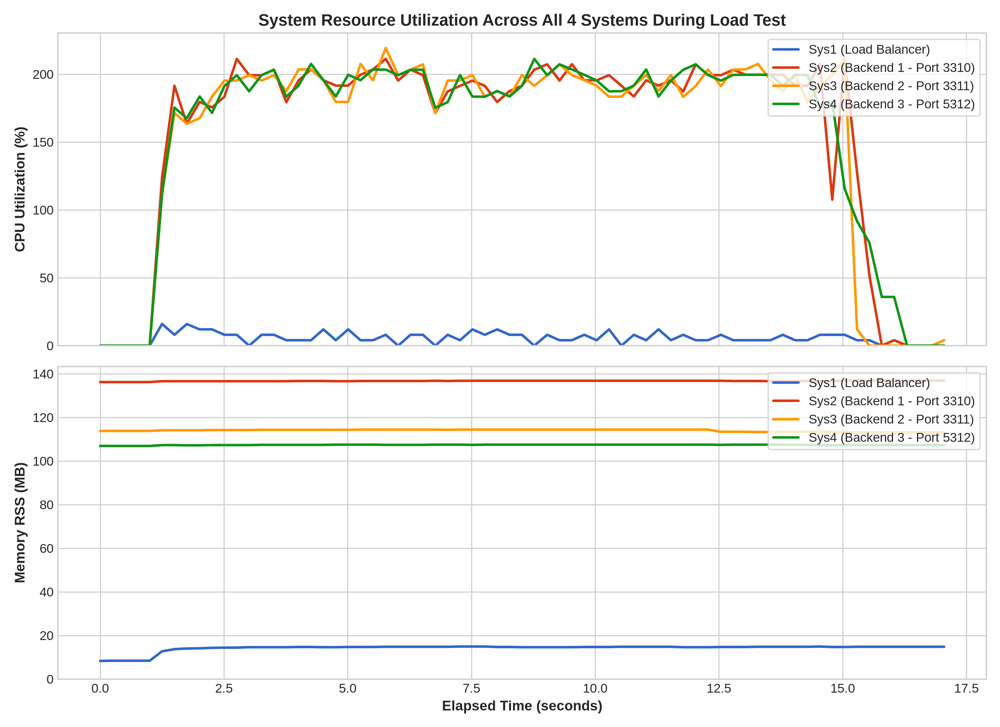 System Resource Utilization Across All 4 Systems During Load Test
CPU Utilization (%)
200
150
100
50
0
Sys1 (Load Balancer)
Sys2 (Backend 1 - Port 3310)
Sys3 (Backend 2 - Port 3311)
Sys4 (Backend 3 - Port 5312)
Memory RSS (MB)
140
120
100
80
60
40
20
0
Sys1 (Load Balancer)
Sys2 (Backend 1 - Port 3310)
Sys3 (Backend 2 - Port 3311)
Sys4 (Backend 3 - Port 5312)
0.0 2.5 5.0 7.5 10.0 12.5 15.0 17.5
Elapsed Time (seconds)